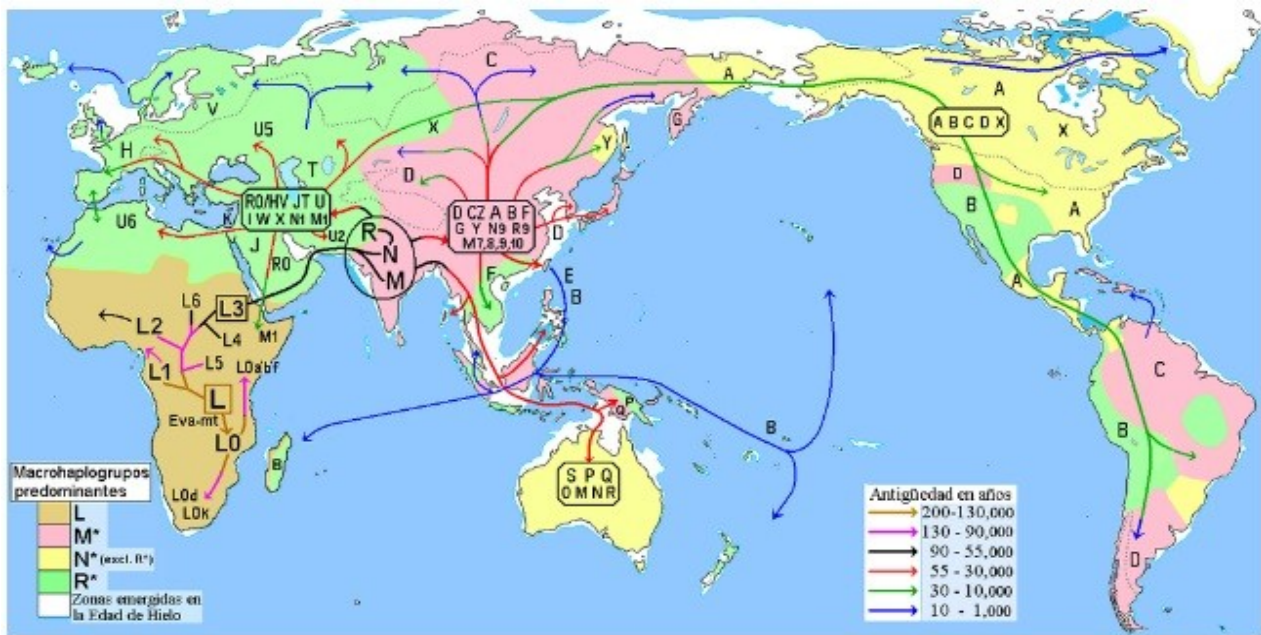 C
A
A
V
X
G
A B C D X
X
U5
H
T
Y
D
D
B
A
R0/HV JT U
I W X N1 M1
D CZ A B F
G Y N9 R9
M7,8,9,10
K
U6
J
U2
R
N
M
D
R0
F
E
B
A
L3
L6
L2
L4
M1
L5
L0a'b'f
L1
L
C
Eva-mt
Q
P
L0
B
B
B
S P Q
O M N R
L0d
L0k
D
Macrohaplogrupos
predominantes
L
M*
N* (excl. R*)
R*
Zonas emergidas en
la Edad de Hielo
Antigüedad en años
200-130,000
130 - 90,000
90 - 55,000
55 - 30,000
30 - 10,000
10 - 1,000